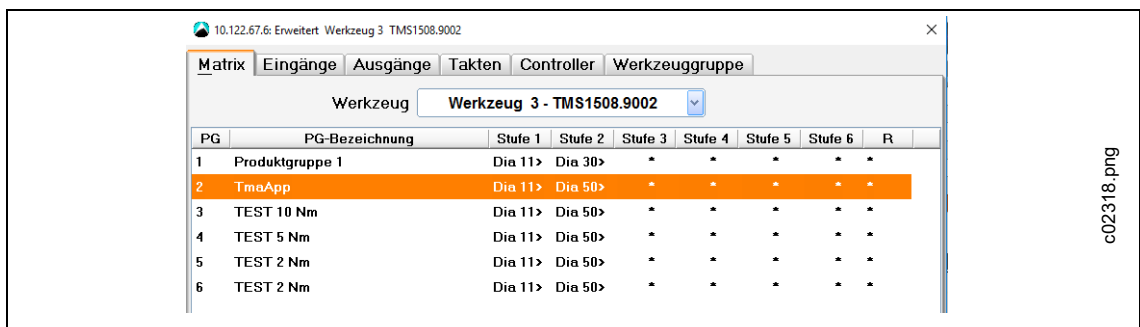 10.122.67.6: Erweitert Werkzeug 3 TMS1508.9002
Matrix Eingänge Ausgänge Takten Controller Werkzeuggruppe
Werkzeug Werkzeug 3 - TMS1508.9002
PG PG-Bezeichnung Stufe 1 Stufe 2 Stufe 3 Stufe 4 Stufe 5 Stufe 6 R
1 Produktgruppe 1 Dia 11> Dia 30> * * * * *
2 TmaApp Dia 11> Dia 50> * * * * *
3 TEST 10 Nm Dia 11> Dia 50> * * * * *
4 TEST 5 Nm Dia 11> Dia 50> * * * * *
5 TEST 2 Nm Dia 11> Dia 50> * * * * *
6 TEST 2 Nm Dia 11> Dia 50> * * * * *
c02318.png